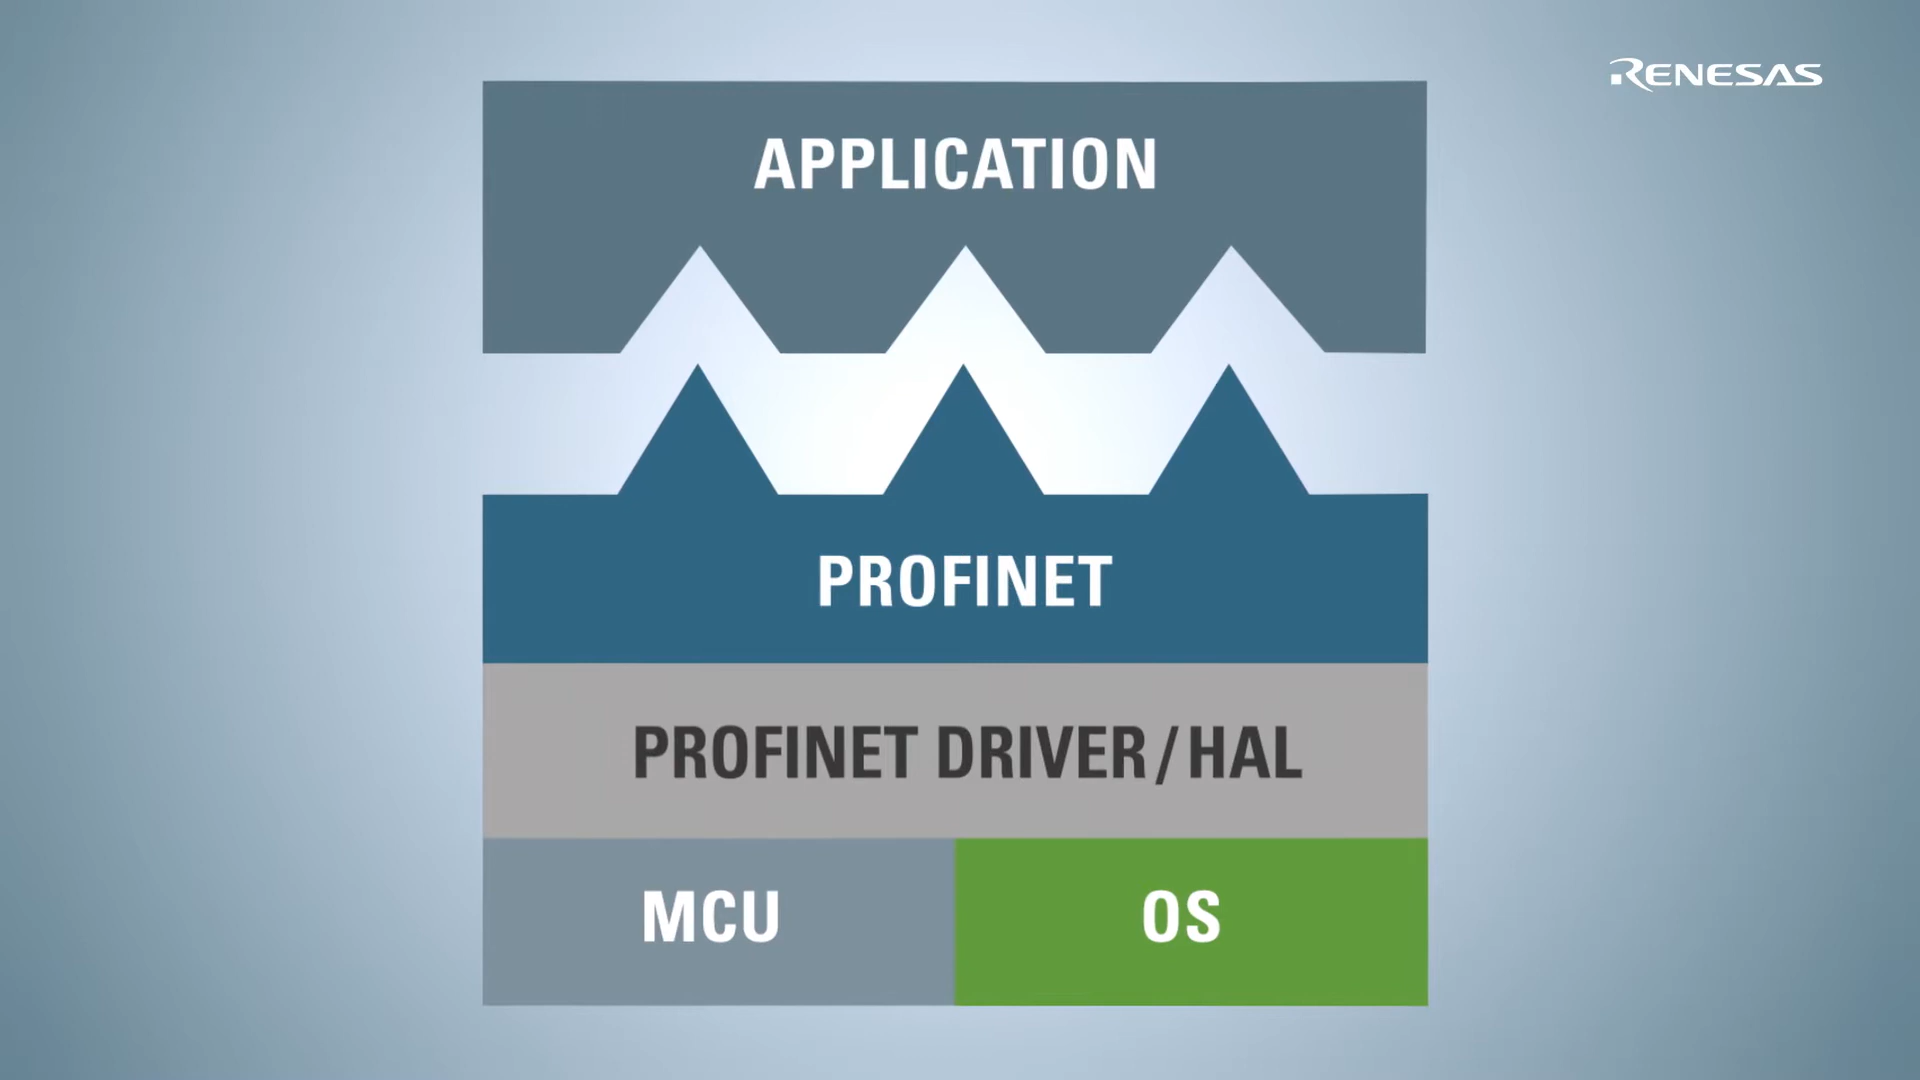 RENESAS
APPLICATION
PROFINET
PROFINET DRIVER/HAL
MCU
OS